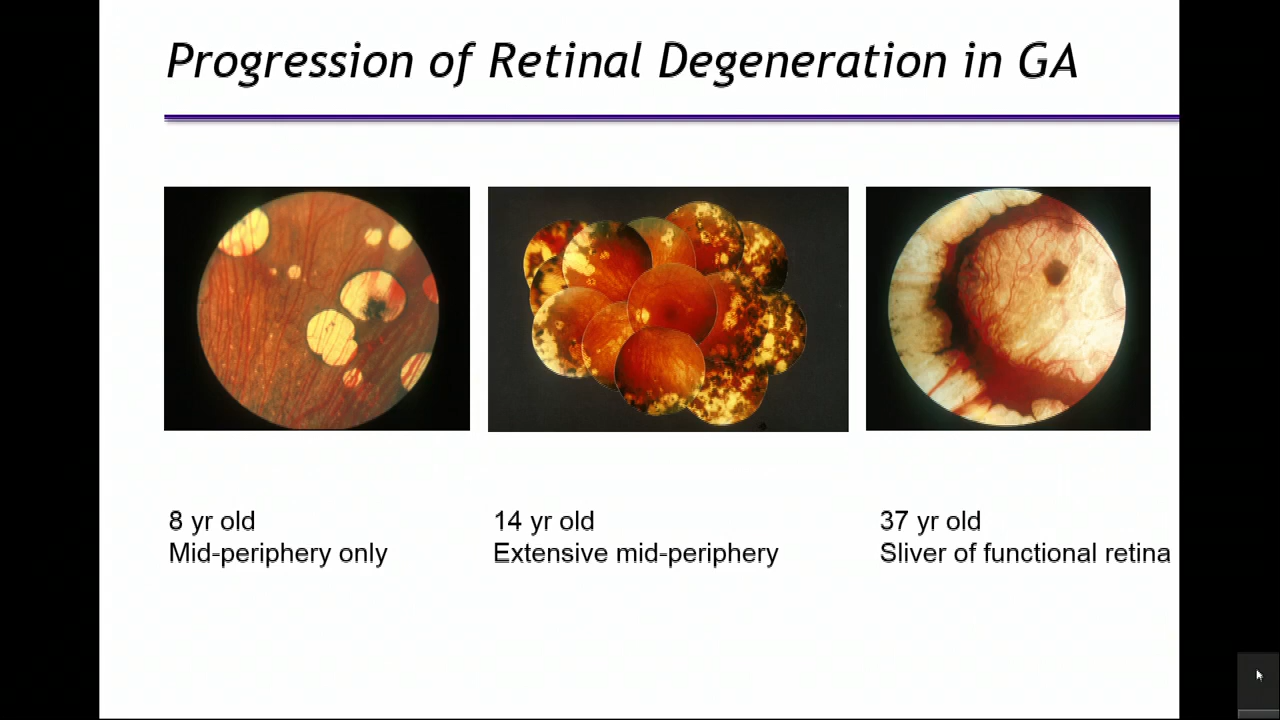 Progression of Retinal Degeneration in GA
8 yr old
Mid-periphery only
14 yr old
Extensive mid-periphery
37 yr old
Sliver of functional retina